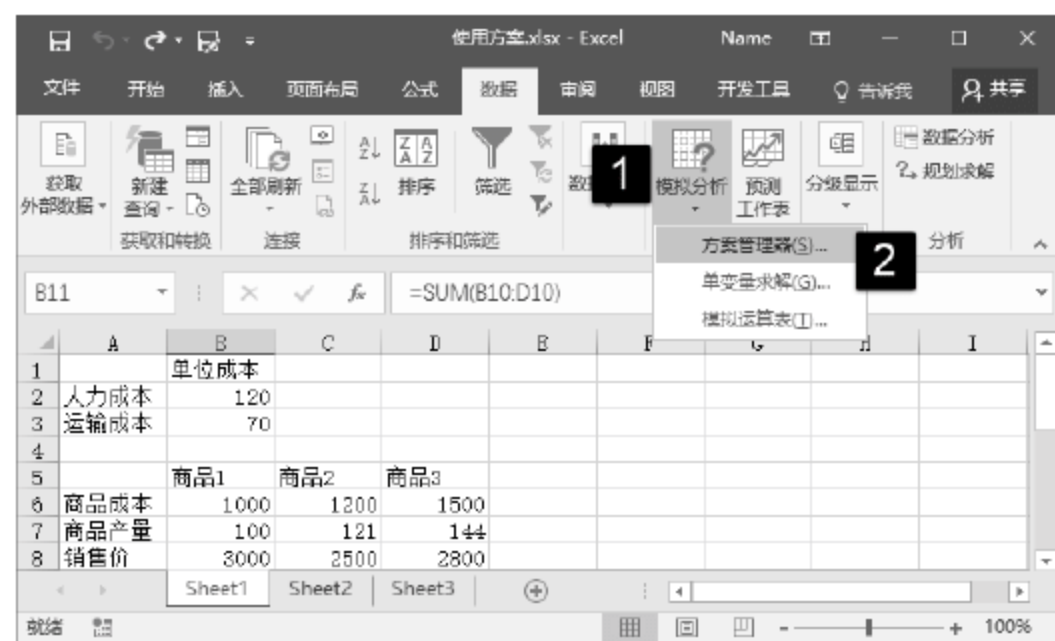 使用方案.xlsx - Excel Name
文件 开始 插入 页面布局 公式 数据 审阅 视图 开发工具 告诉我 共享
获取 外部数据 新建 查询 全部刷新 排序 筛选 数 1 模拟分析 预测 工作表 分级显示 数据分析 规划求解
获取和转换 连接 排序和筛选 分析
方案管理器(S)... 2
单变量求解(G)...
模拟运算表(T)...
B11 fx =SUM(B10:D10)
A B C D E F G H I
1 单位成本
2 人力成本 120
3 运输成本 70
4
5 商品1 商品2 商品3
6 商品成本 1000 1200 1500
7 商品产量 100 121 144
8 销售价 3000 2500 2800
Sheet1 Sheet2 Sheet3
就绪 100%